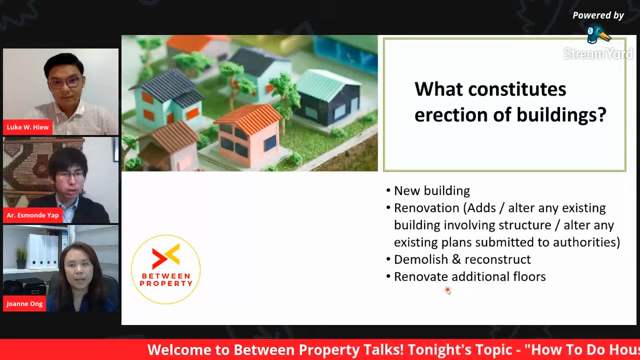 Powered by
StreamYard
Luke W. Hiew
Ar. Esmonde Yap
Joanne Ong
What constitutes
erection of buildings?
• New building
• Renovation (Adds / alter any existing
building involving structure / alter any
existing plans submitted to authorities)
• Demolish & reconstruct
• Renovate additional floors
BETWEEN
PROPERTY
Welcome to Between Property Talks! Tonight's Topic - "How To Do Hous